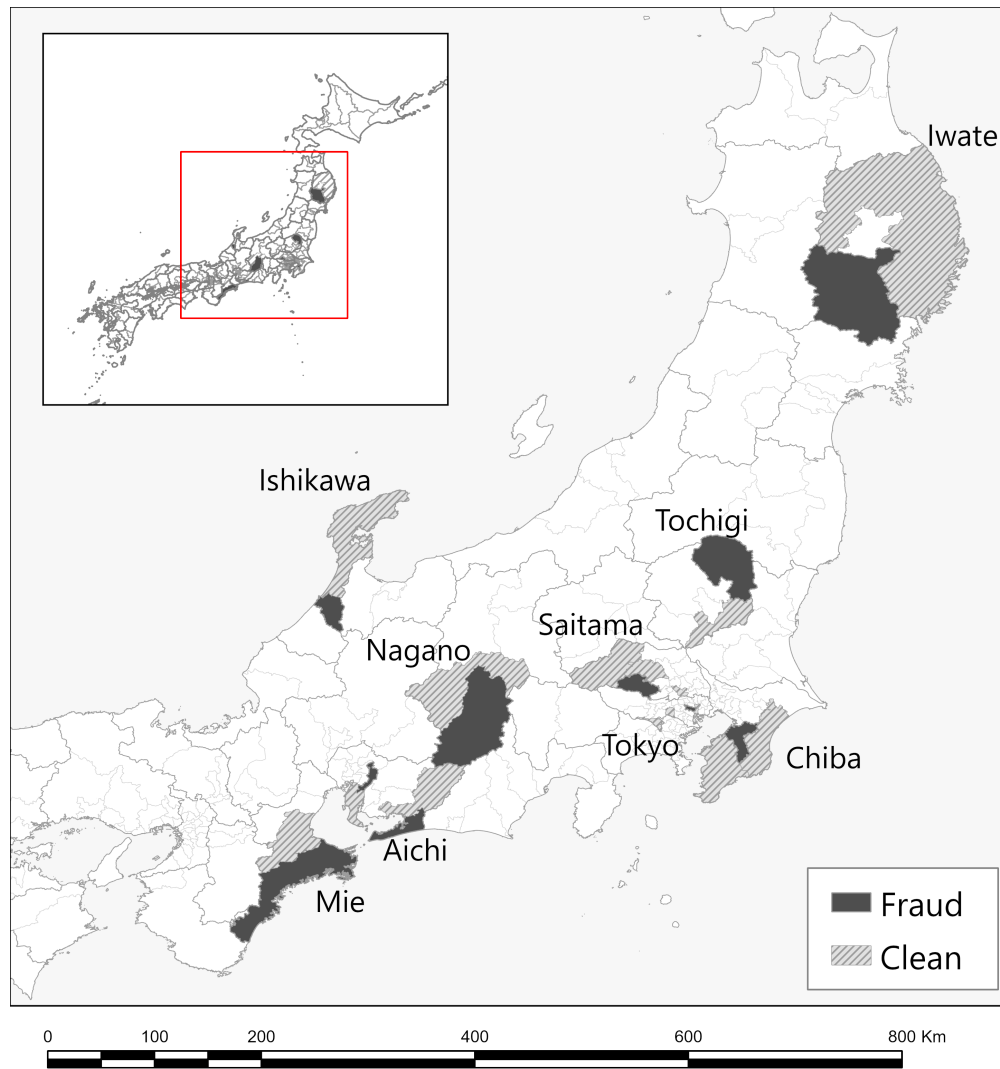 Iwate
Ishikawa
Tochigi
Saitama
Nagano
Tokyo
Chiba
Aichi
Mie
Fraud
Clean
0 100 200 400 600 800 Km